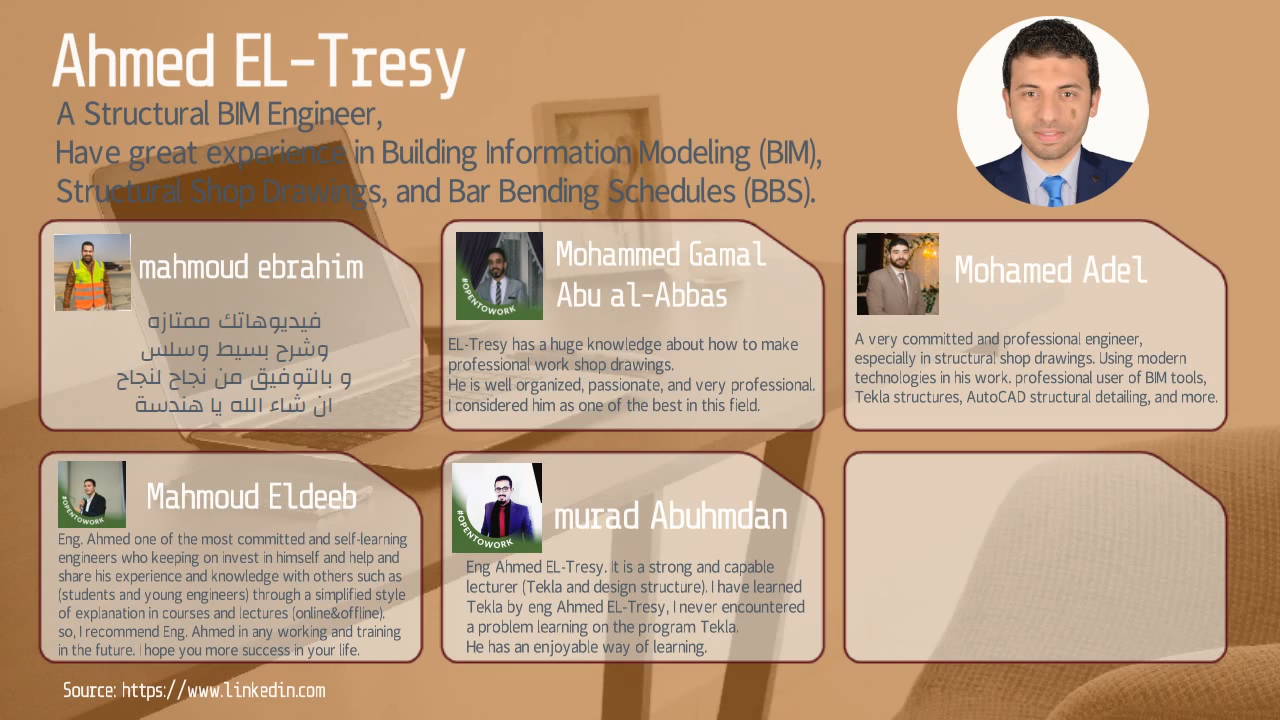 Ahmed EL-Tresy
A Structural BIM Engineer,
Have great experience in Building Information Modeling (BIM),
Structural Shop Drawings, and Bar Bending Schedules (BBS).
mahmoud ebrahim
فيديوهاتك ممتازه
وشرح بسيط وسلس
و بالتوفيق من نجاح لنجاح
ان شاء الله يا هندسة
#OPENTOWORK
Mohammed Gamal
Abu al-Abbas
EL-Tresy has a huge knowledge about how to make
professional work shop drawings.
He is well organized, passionate, and very professional.
I considered him as one of the best in this field.
Mohamed Adel
A very committed and professional engineer,
especially in structural shop drawings. Using modern
technologies in his work. professional user of BIM tools,
Tekla structures, AutoCAD structural detailing, and more.
#OPENTOWORK
Mahmoud Eldeeb
Eng. Ahmed one of the most committed and self-learning
engineers who keeping on invest in himself and help and
share his experience and knowledge with others such as
(students and young engineers) through a simplified style
of explanation in courses and lectures (online&offline).
so, I recommend Eng. Ahmed in any working and training
in the future. I hope you more success in your life.
#OPENTOWORK
murad Abuhmdan
Eng Ahmed EL-Tresy. It is a strong and capable
lecturer (Tekla and design structure). I have learned
Tekla by eng Ahmed EL-Tresy, I never encountered
a problem learning on the program Tekla.
He has an enjoyable way of learning.
Source: https://www.linkedin.com